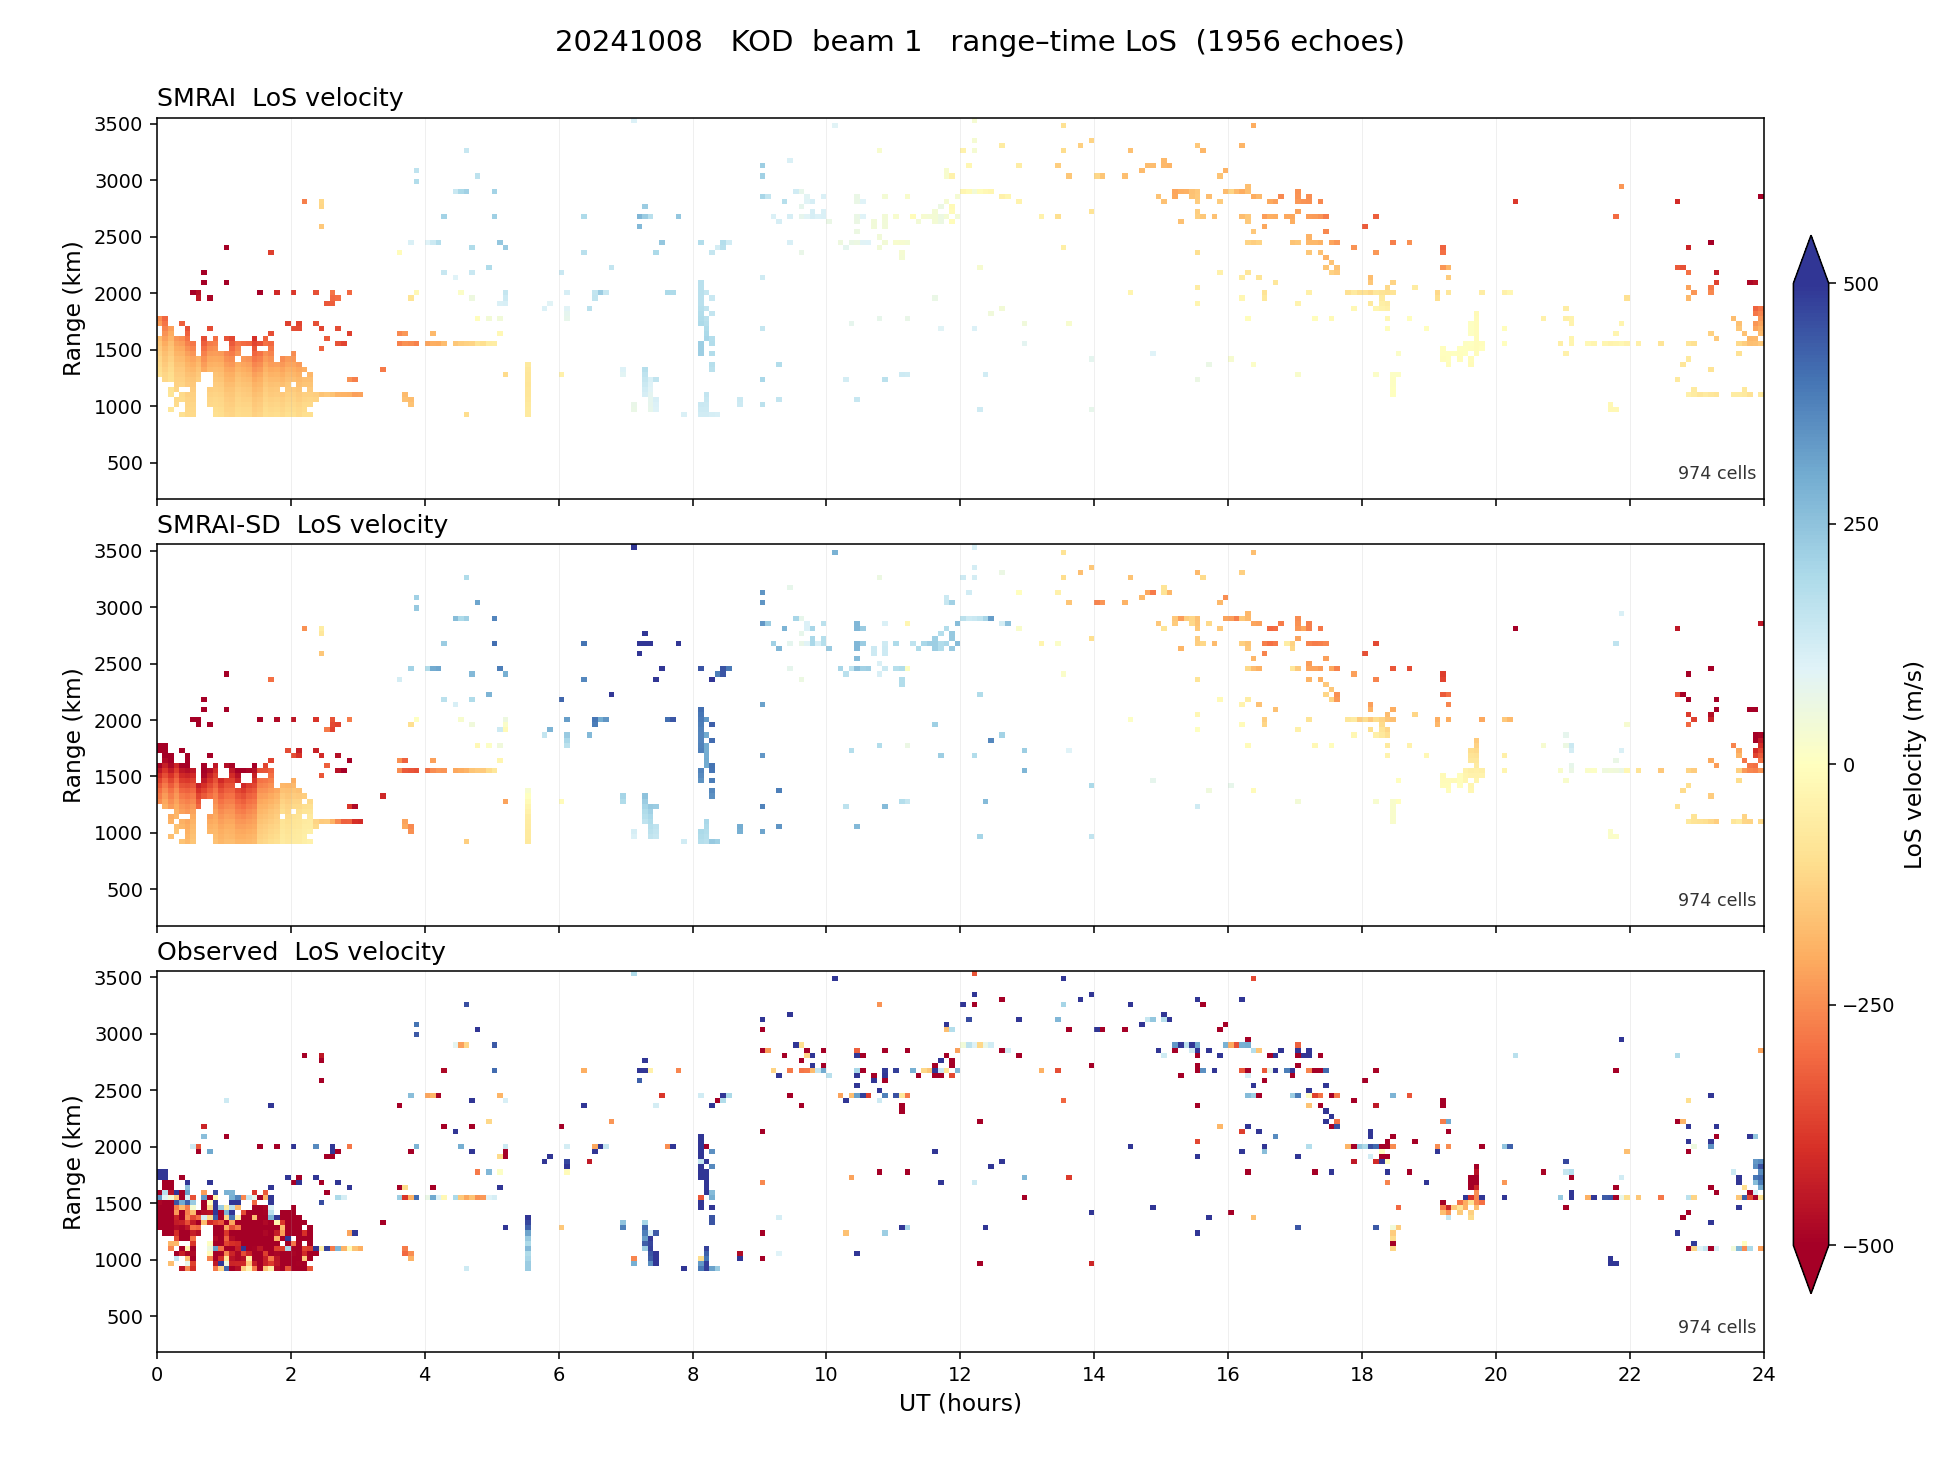 20241008   KOD  beam 1   range–time LoS  (1956 echoes)
SMRAI  LoS velocity
3500
3000
2500
2000
1500
1000
500
Range (km)
974 cells
SMRAI-SD  LoS velocity
3500
3000
2500
2000
1500
1000
500
Range (km)
974 cells
Observed  LoS velocity
3500
3000
2500
2000
1500
1000
500
Range (km)
974 cells
0 2 4 6 8 10 12 14 16 18 20 22 24
UT (hours)
500
250
0
−250
−500
LoS velocity (m/s)